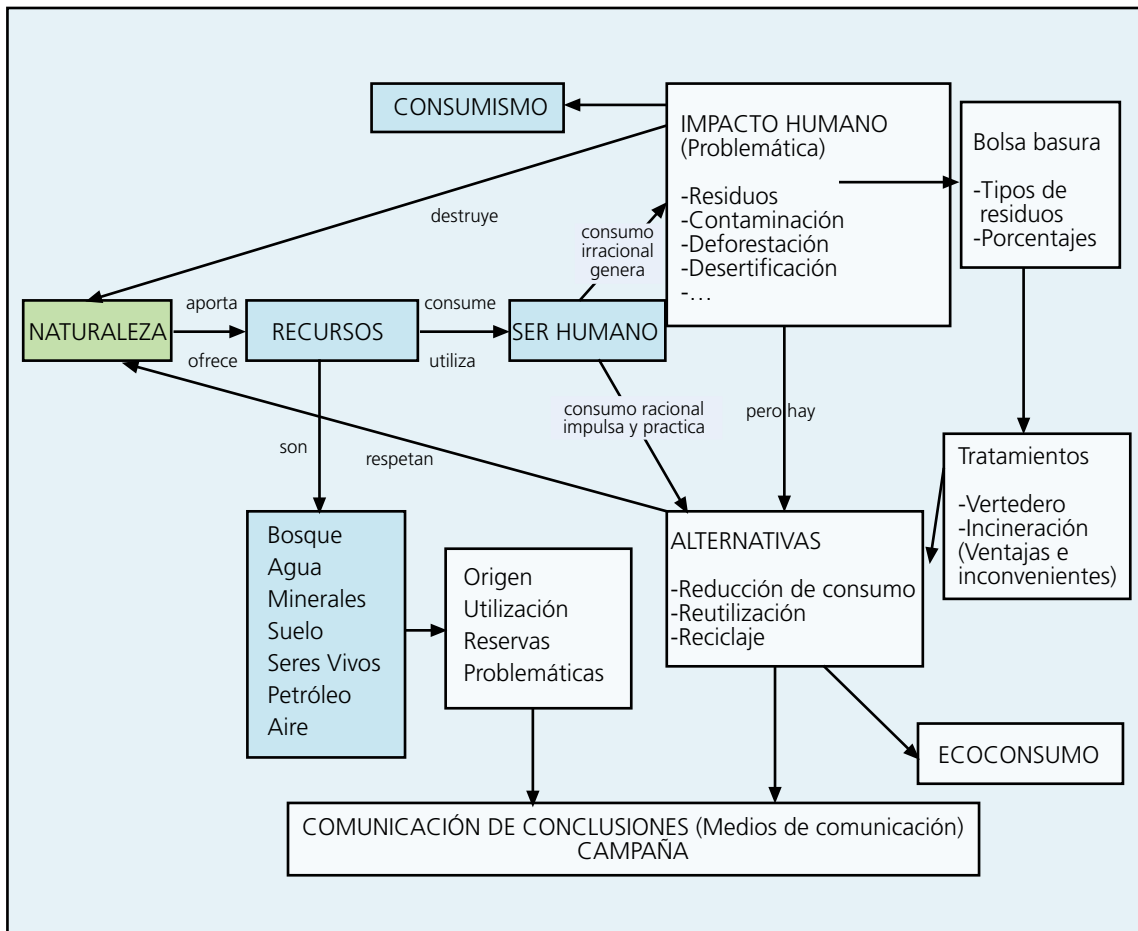 CONSUMISMO
IMPACTO HUMANO
(Problemática)
-Residuos
-Contaminación
-Deforestación
-Desertificación
-...
Bolsa basura
-Tipos de
residuos
-Porcentajes
destruye
consumo
irracional
genera
NATURALEZA
aporta
ofrece
RECURSOS
consume
utiliza
SER HUMANO
consumo racional
impulsa y practica
pero hay
son
respetan
Tratamientos
-Vertedero
-Incineración
(Ventajas e
inconvenientes)
Bosque
Agua
Minerales
Suelo
Seres Vivos
Petróleo
Aire
Origen
Utilización
Reservas
Problemáticas
ALTERNATIVAS
-Reducción de consumo
-Reutilización
-Reciclaje
ECOCONSUMO
COMUNICACIÓN DE CONCLUSIONES (Medios de comunicación)
CAMPAÑA